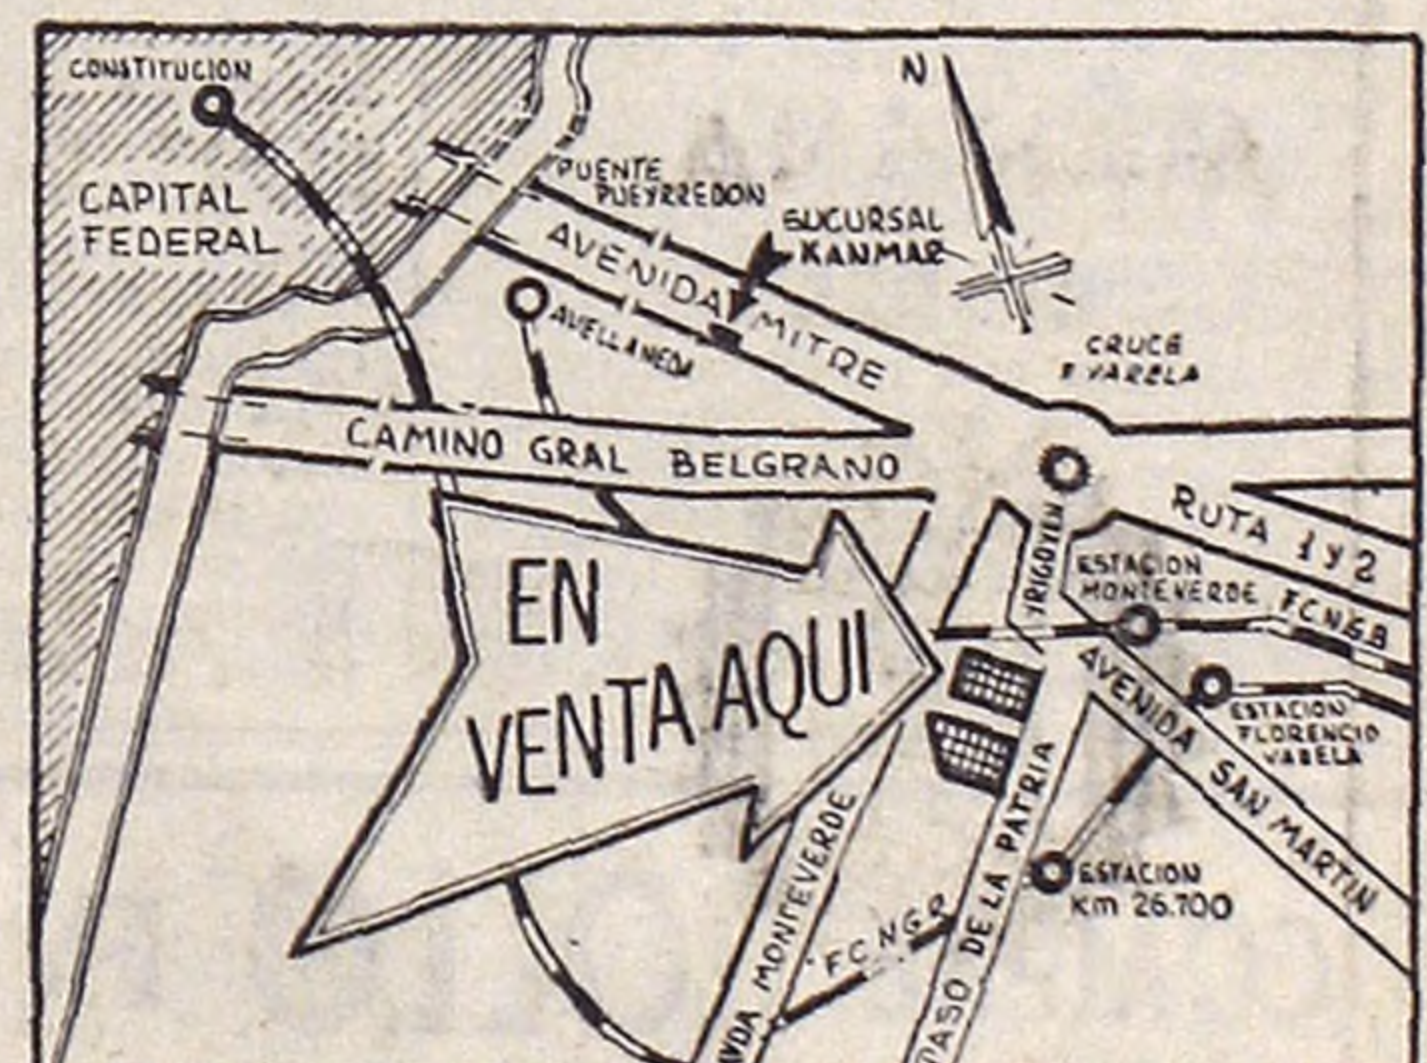 CONSTITUCION
N
CAPITAL
FEDERAL
PUENTE
PUEYRREDON
SUCURSAL
KANMAR
AVENIDA MITRE
AVELLANEDA
CRUCE
F VARELA
CAMINO GRAL BELGRANO
RUTA 1 y 2
YRIGOYEN
ESTACION
MONTEVERDE
FCNGB
EN
VENTA AQUI
AVENIDA SAN MARTIN
ESTACION
FLORENCIO
VARELA
AVDA MONTEVERDE
PASO DE LA PATRIA
ESTACION
Km 26.700
FCNGR